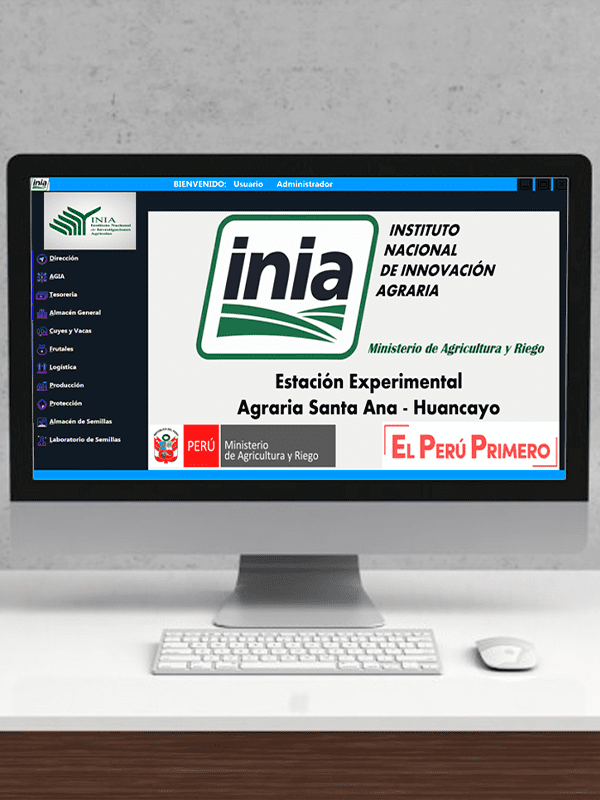 inia
BIENVENIDO: Usuario Administrador
INIA
Instituto Nacional
de Investigaciones
Agrícolas
Dirección
AGIA
Tesorería
Almacén General
Cuyes y Vacas
Frutales
Logística
Producción
Protección
Almacén de Semillas
Laboratorio de Semillas
inia
INSTITUTO
NACIONAL
DE INNOVACIÓN
AGRARIA
Ministerio de Agricultura y Riego
Estación Experimental
Agraria Santa Ana - Huancayo
PERÚ
Ministerio
de Agricultura y Riego
EL PERÚ PRIMERO